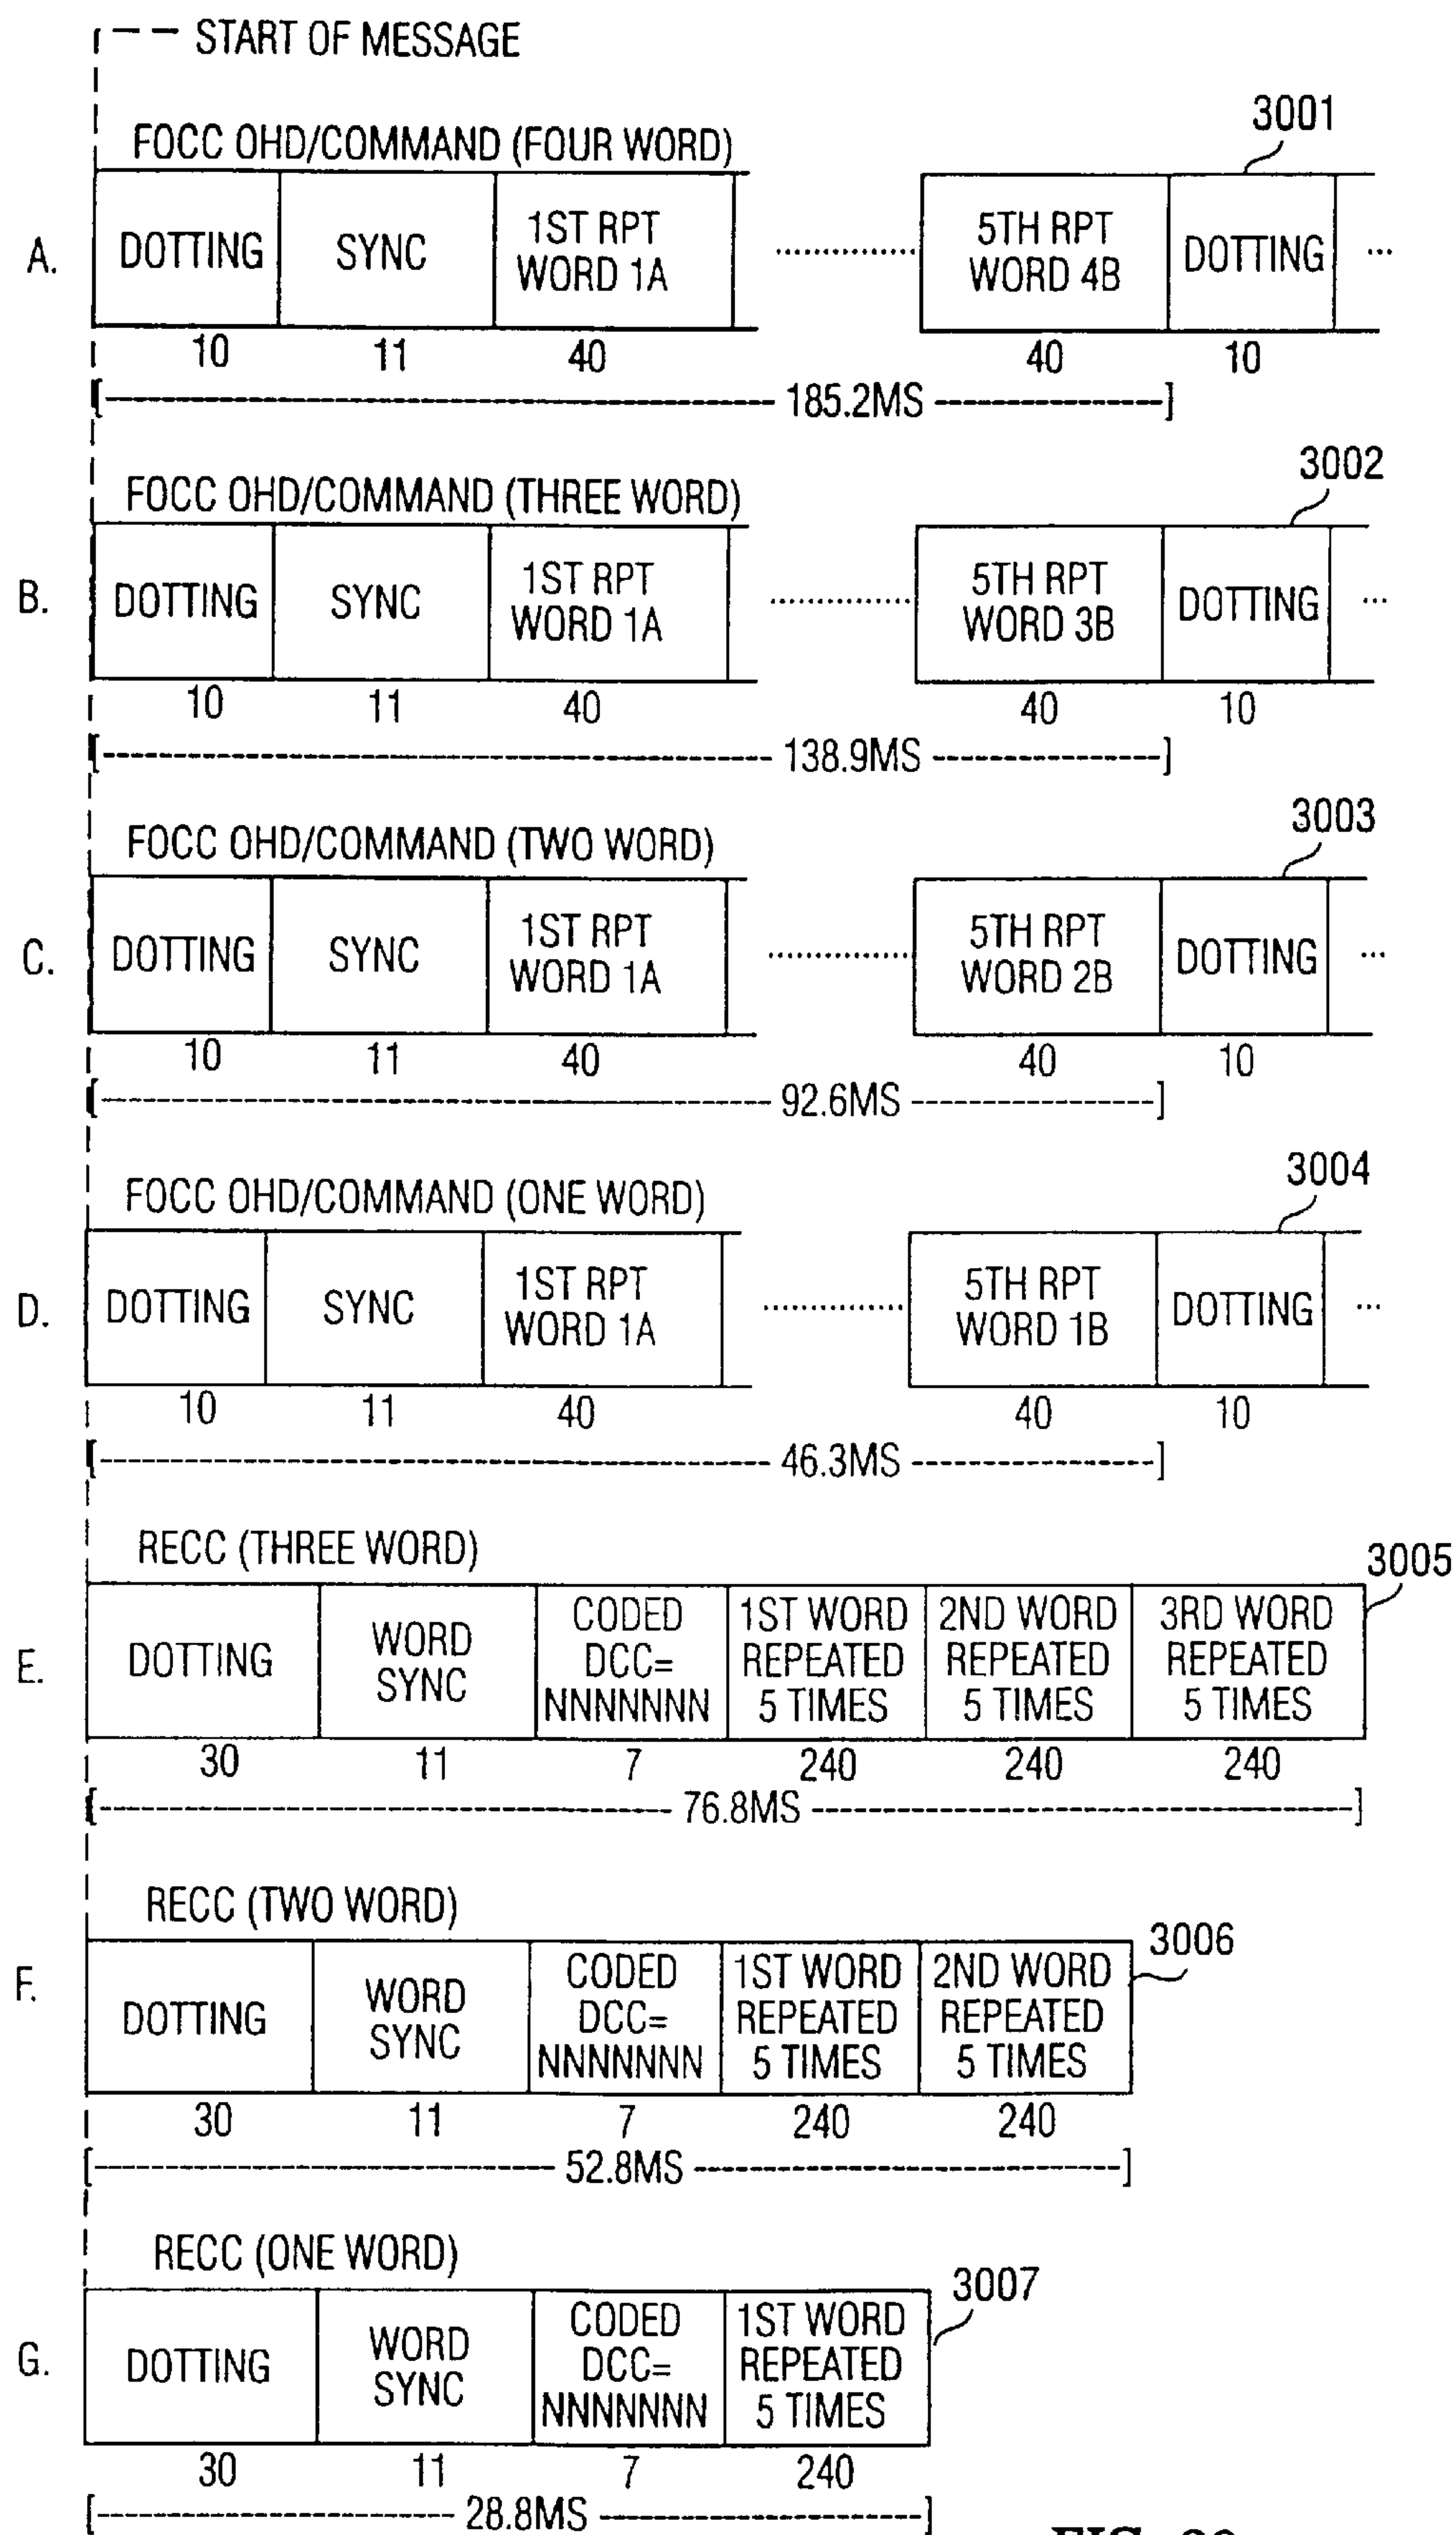 START OF MESSAGE
3001
FOCC OHD/COMMAND (FOUR WORD)
A.
DOTTING
SYNC
1ST RPT
WORD 1A
5TH RPT
WORD 4B
DOTTING
10
11
40
40
10
185.2MS
3002
FOCC OHD/COMMAND (THREE WORD)
B.
DOTTING
SYNC
1ST RPT
WORD 1A
5TH RPT
WORD 3B
DOTTING
10
11
40
40
10
138.9MS
3003
FOCC OHD/COMMAND (TWO WORD)
C.
DOTTING
SYNC
1ST RPT
WORD 1A
5TH RPT
WORD 2B
DOTTING
10
11
40
40
10
92.6MS
3004
FOCC OHD/COMMAND (ONE WORD)
D.
DOTTING
SYNC
1ST RPT
WORD 1A
5TH RPT
WORD 1B
DOTTING
10
11
40
40
10
46.3MS
RECC (THREE WORD)
3005
E.
DOTTING
WORD
SYNC
CODED
DCC=
NNNNNNN
1ST WORD
REPEATED
5 TIMES
2ND WORD
REPEATED
5 TIMES
3RD WORD
REPEATED
5 TIMES
30
11
7
240
240
240
76.8MS
RECC (TWO WORD)
3006
F.
DOTTING
WORD
SYNC
CODED
DCC=
NNNNNNN
1ST WORD
REPEATED
5 TIMES
2ND WORD
REPEATED
5 TIMES
30
11
7
240
240
52.8MS
RECC (ONE WORD)
3007
G.
DOTTING
WORD
SYNC
CODED
DCC=
NNNNNNN
1ST WORD
REPEATED
5 TIMES
30
11
7
240
28.8MS
FIG.